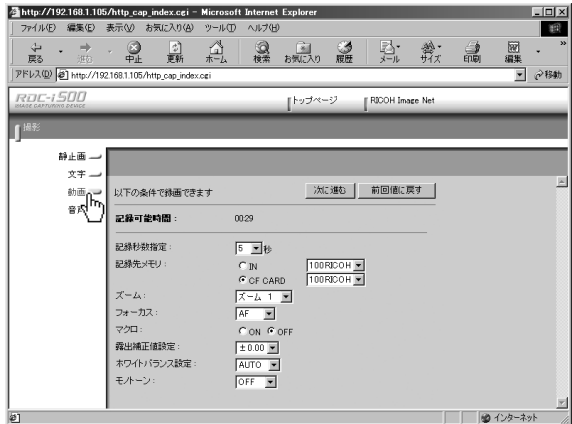 http://192.168.1.105/http_cap_index.cgi - Microsoft Internet Explorer
ファイル(F) 編集(E) 表示(V) お気に入り(A) ツール(T) ヘルプ(H)
戻る 進む 中止 更新 ホーム 検索 お気に入り 履歴 メール サイズ 印刷 編集 »
アドレス(D) http://192.168.1.105/http_cap_index.cgi 移動
RDC-i500 トップページ RICOH Image Net
IMAGE CAPTURING DEVICE
撮影
静止画
文字
動画
音声
以下の条件で録画できます 次に進む 前回値に戻す
記録可能時間： 00:29
記録秒数指定： 5 秒
記録先メモリ： IN 100RICOH
CF CARD 100RICOH
ズーム： ズーム 1
フォーカス： AF
マクロ： ON OFF
露出補正値設定： ±0.00
ホワイトバランス設定： AUTO
モノトーン： OFF
インターネット